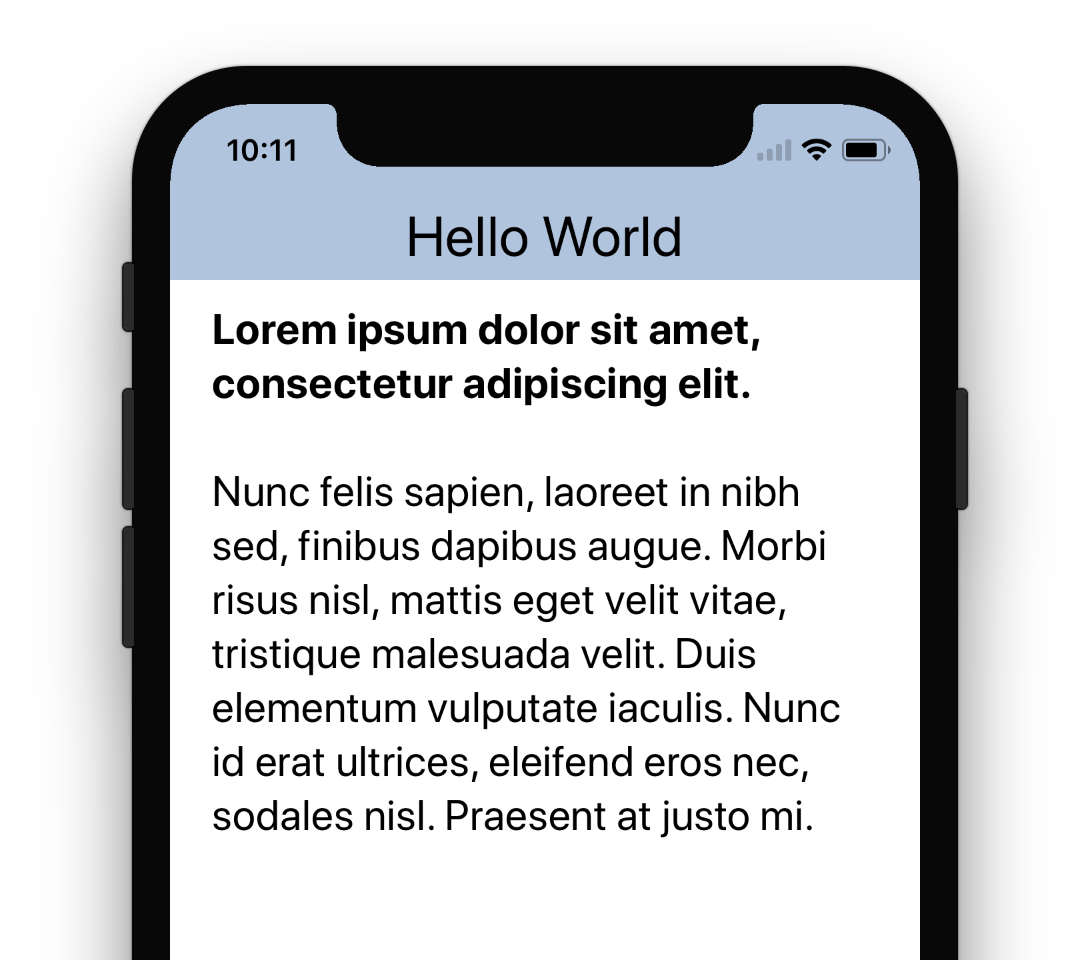 10:11
Hello World
Lorem ipsum dolor sit amet,
consectetur adipiscing elit.
Nunc felis sapien, laoreet in nibh
sed, finibus dapibus augue. Morbi
risus nisl, mattis eget velit vitae,
tristique malesuada velit. Duis
elementum vulputate iaculis. Nunc
id erat ultrices, eleifend eros nec,
sodales nisl. Praesent at justo mi.